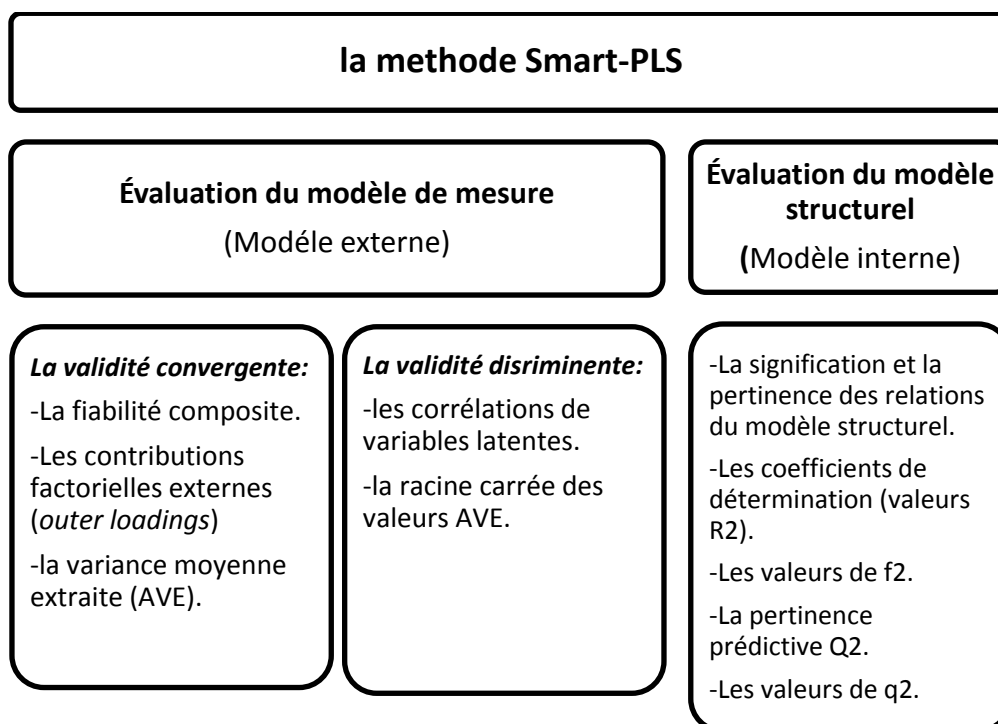 la methode Smart-PLS
Évaluation du modèle de mesure
(Modéle externe)
Évaluation du modèle
structurel
(Modèle interne)
La validité convergente:
-La fiabilité composite.
-Les contributions
factorielles externes
(outer loadings)
-la variance moyenne
extraite (AVE).
La validité disriminente:
-les corrélations de
variables latentes.
-la racine carrée des
valeurs AVE.
-La signification et la
pertinence des relations
du modèle structurel.
-Les coefficients de
détermination (valeurs
R2).
-Les valeurs de f2.
-La pertinence
prédictive Q2.
-Les valeurs de q2.